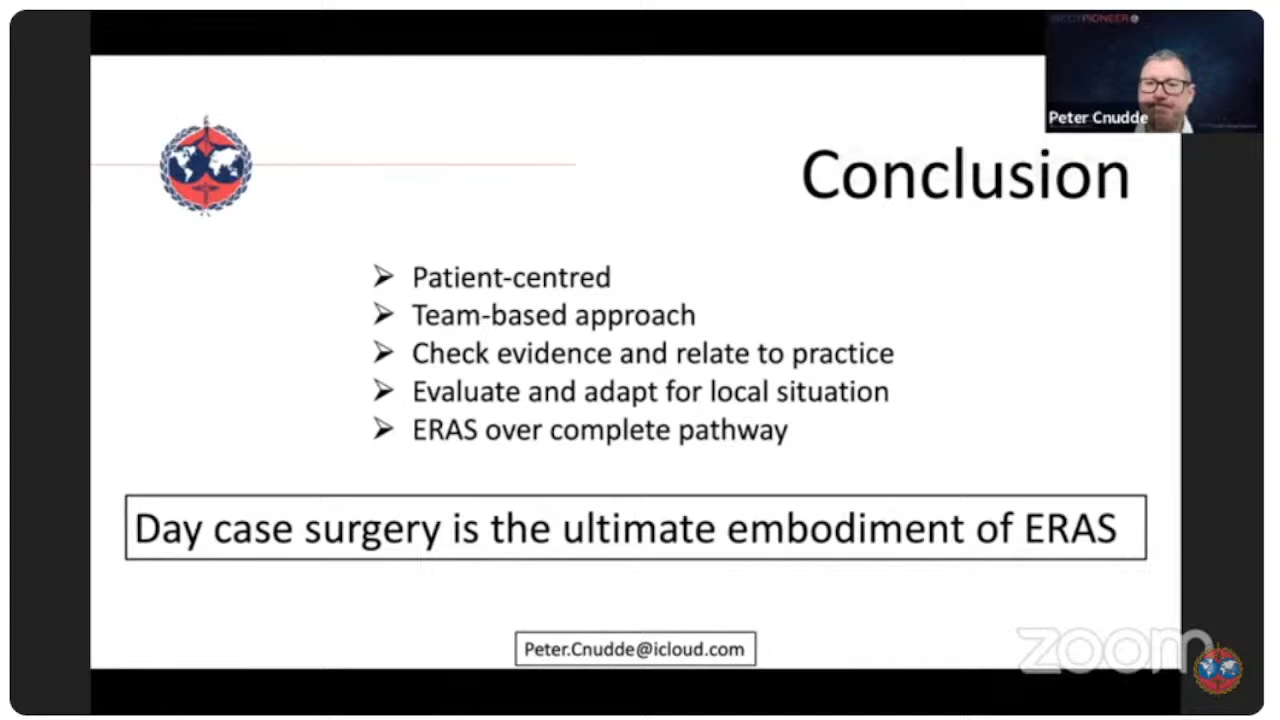 Peter Cnudde
Conclusion
Patient-centred
Team-based approach
Check evidence and relate to practice
Evaluate and adapt for local situation
ERAS over complete pathway
Day case surgery is the ultimate embodiment of ERAS
Peter.Cnudde@icloud.com
zoom